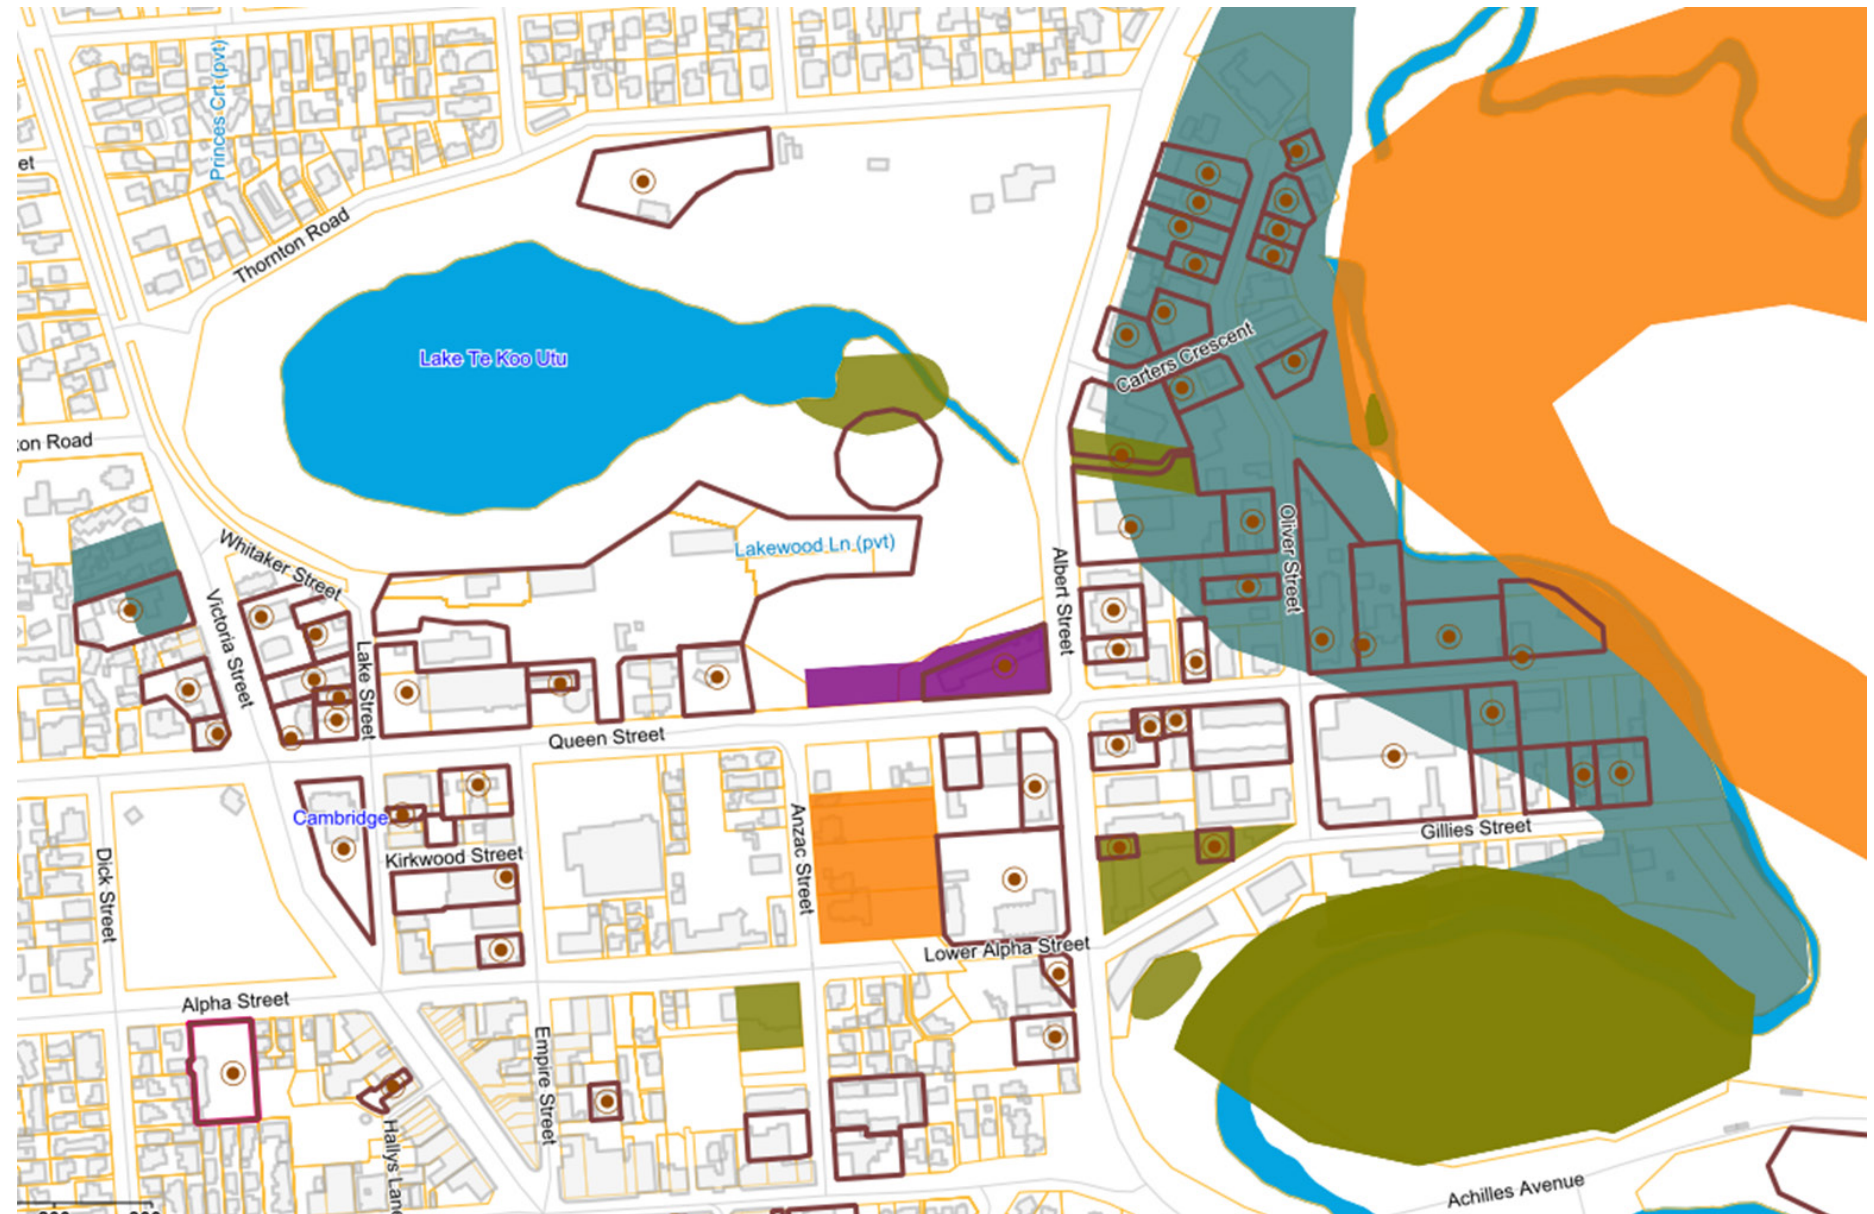 Princes Crt (pvt)
et
Thornton Road
Lake Te Koo Utu
Carters Crescent
ton Road
Whitaker Street
Lakewood Ln (pvt)
Oliver Street
Albert Street
Victoria Street
Lake Street
Queen Street
Cambridge
Kirkwood Street
Gillies Street
Anzac Street
Dick Street
Lower Alpha Street
Alpha Street
Empire Street
Hallys Lane
Achilles Avenue